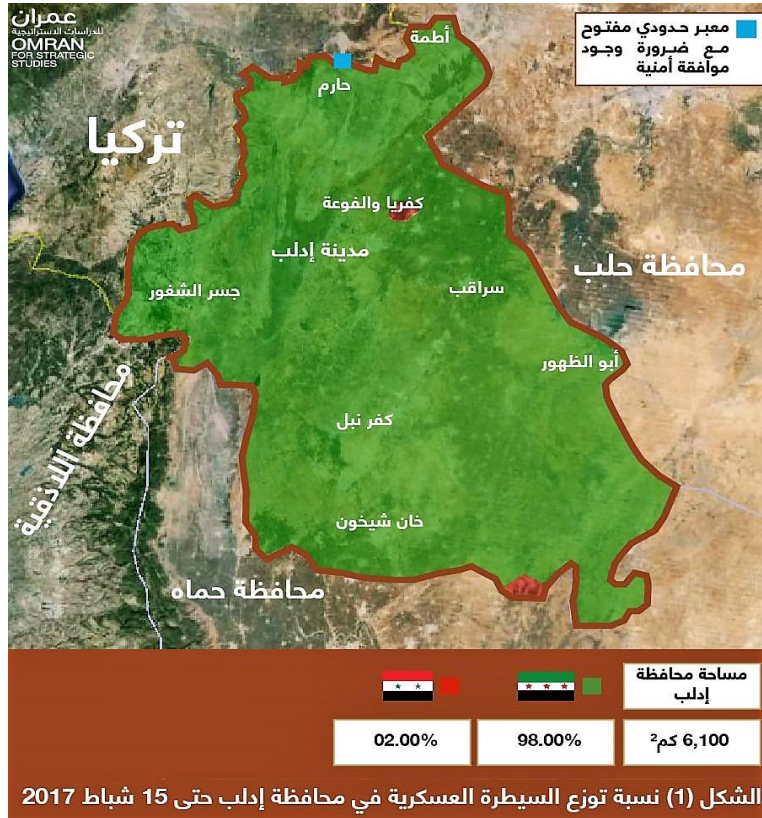 عمران
للدراسات الاستراتيجية
OMRAN
FOR STRATEGIC
STUDIES
معبر حدودي مفتوح
مع ضرورة وجود
موافقة أمنية
أطمة
حارم
تركيا
كفريا والفوعة
مدينة إدلب
محافظة حلب
سراقب
جسر الشغور
أبو الظهور
محافظة اللاذقية
كفر نبل
خان شيخون
محافظة حماه
مساحة محافظة
إدلب
6,100 كم²
98.00%
02.00%
الشكل (1) نسبة توزع السيطرة العسكرية في محافظة إدلب حتى 15 شباط 2017